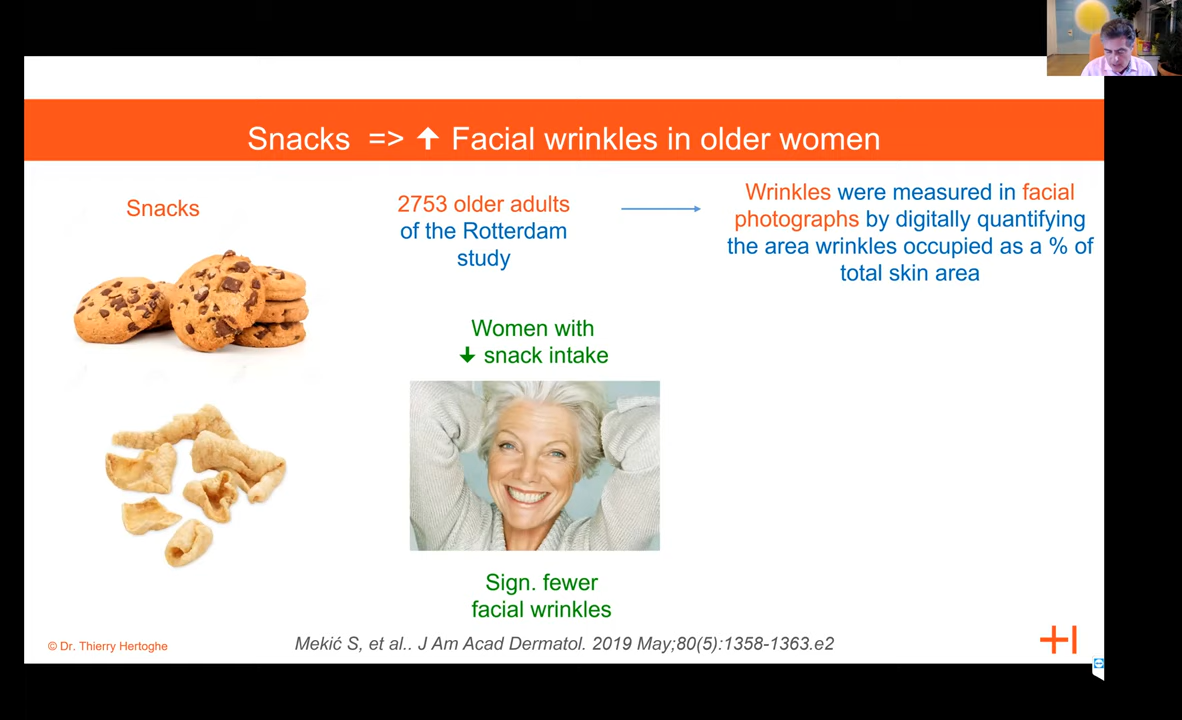 Snacks => ↑ Facial wrinkles in older women
Snacks
2753 older adults
of the Rotterdam
study
Wrinkles were measured in facial
photographs by digitally quantifying
the area wrinkles occupied as a % of
total skin area
Women with
↓ snack intake
Sign. fewer
facial wrinkles
© Dr. Thierry Hertoghe
Mekić S, et al.. J Am Acad Dermatol. 2019 May;80(5):1358-1363.e2